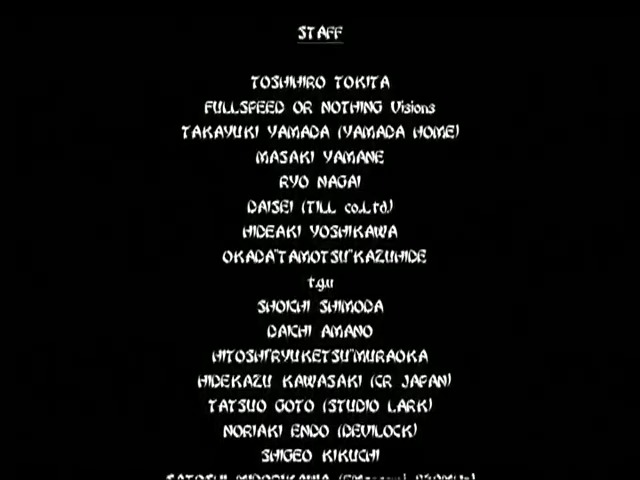 STAFF
TOSHIHIRO TOKITA
FULLSPEED OR NOTHING Visions
TAKAYUKI YAMADA (YAMADA HOME)
MASAKI YAMANE
RYO NAGAI
DAISEI (TILL co.Ltd.)
HIDEAKI YOSHIKAWA
OKADA"TAMOTSU"KAZUHIDE
t.g.u
SHOICHI SHIMODA
DAICHI AMANO
HITOSHI"RYUKETSU"MURAOKA
HIDEKAZU KAWASAKI (CR JAPAN)
TATSUO GOTO (STUDIO LARK)
NORIAKI ENDO (DEVILOCK)
SHIGEO KIKUCHI